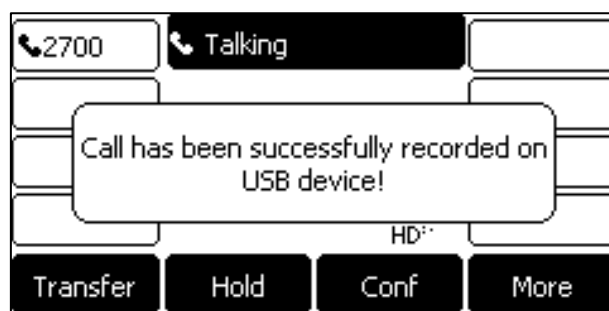 2700
Talking
Call has been successfully recorded on
USB device!
HD
Transfer
Hold
Conf
More